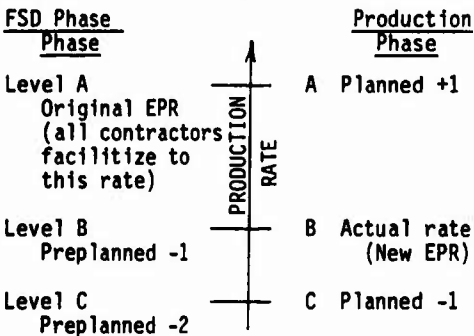 FSD Phase
Phase
Level A
Original EPR
(all contractors
facilitize to
this rate)
Level B
Preplanned -1
Level C
Preplanned -2
PRODUCTION
RATE
Production
Phase
A Planned +1
B Actual rate
(New EPR)
C Planned -1